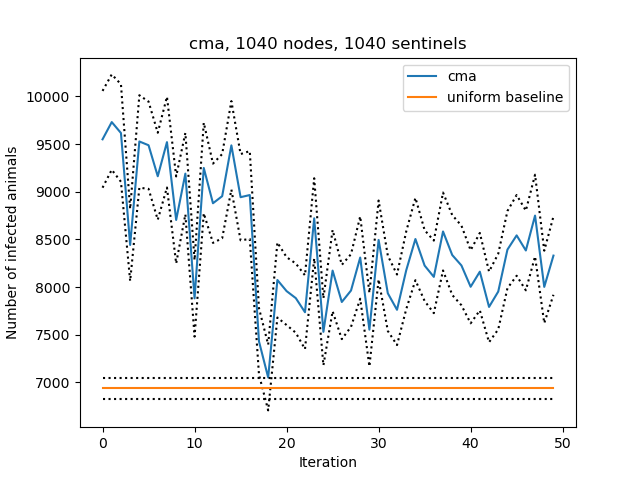 cma, 1040 nodes, 1040 sentinels
cma
uniform baseline
Number of infected animals
10000
9500
9000
8500
8000
7500
7000
0 10 20 30 40 50
Iteration